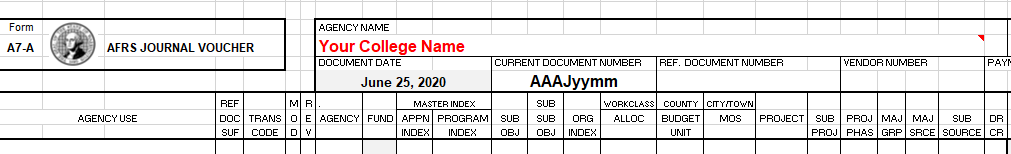 Form
A7-A
AFRS JOURNAL VOUCHER
AGENCY NAME
Your College Name
DOCUMENT DATE CURRENT DOCUMENT NUMBER REF. DOCUMENT NUMBER VENDOR NUMBER PAYM
June 25, 2020 AAAJyymm
REF M R . MASTER INDEX SUB WORKCLASS COUNTY CITY/TOWN
AGENCY USE DOC TRANS O E AGENCY FUND APPN PROGRAM SUB SUB ORG ALLOC BUDGET MOS PROJECT SUB PROJ MAJ MAJ SUB DR
SUF CODE D V INDEX INDEX OBJ OBJ INDEX UNIT PROJ PHAS GRP SRCE SOURCE CR